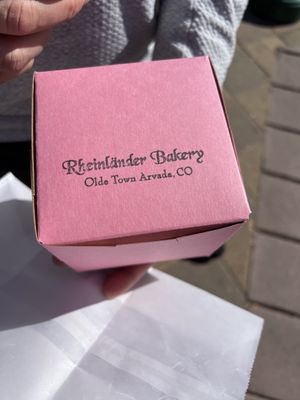 Rheinländer Bakery
Olde Town Arvada, CO